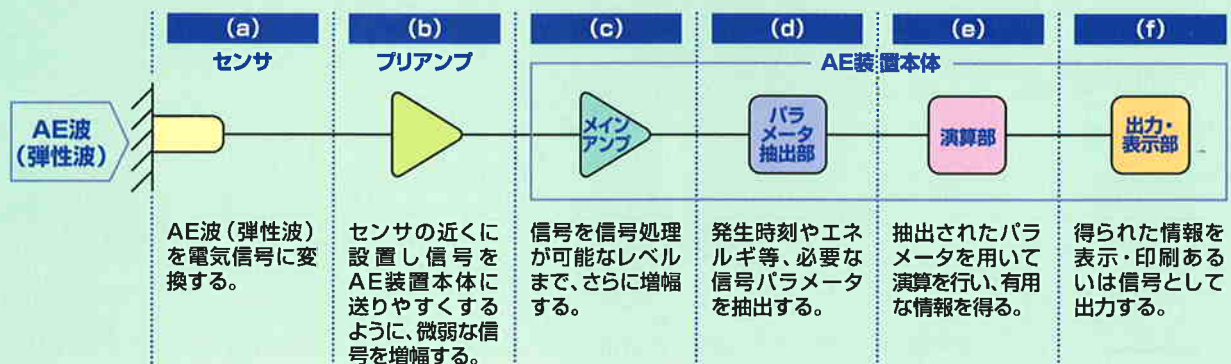 (a)
(b)
(c)
(d)
(e)
(f)
センサ
プリアンプ
AE装置本体
AE波
(弾性波)
メイン
アンプ
パラ
メータ
抽出部
演算部
出力・
表示部
AE波(弾性波)
を電気信号に変
換する。
センサの近くに
設置し信号を
AE装置本体に
送りやすくする
ように、微弱な信
号を増幅する。
信号を信号処理
が可能なレベル
まで、さらに増幅
する。
発生時刻やエネ
ルギ等、必要な
信号パラメータ
を抽出する。
抽出されたパラ
メータを用いて
演算を行い、有用
な情報を得る。
得られた情報を
表示・印刷ある
いは信号として
出力する。